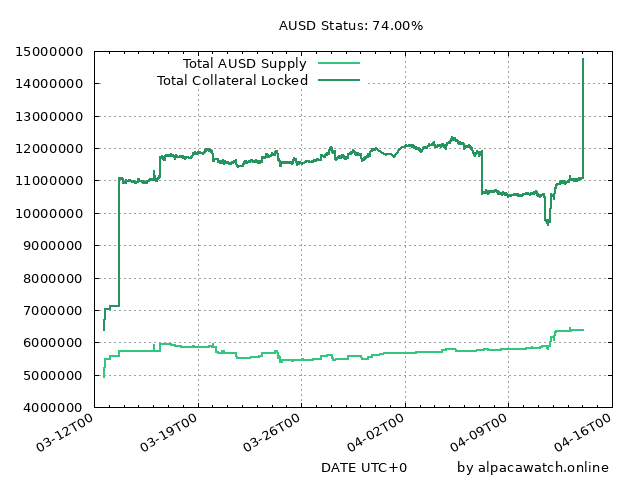 AUSD Status: 74.00%
15000000
Total AUSD Supply
Total Collateral Locked
14000000
13000000
12000000
11000000
10000000
9000000
8000000
7000000
6000000
5000000
4000000
03-12T00
03-19T00
03-26T00
04-02T00
04-09T00
04-16T00
DATE UTC+0
by alpacawatch.online